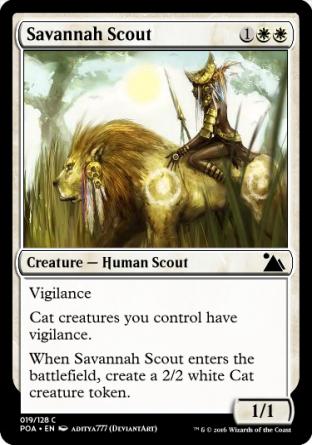 Savannah Scout 1
Creature — Human Scout
Vigilance
Cat creatures you control have
vigilance.
When Savannah Scout enters the
battlefield, create a 2/2 white Cat
creature token.
1/1
019/128 C
POA • EN aditya777 (DeviantArt)
™ & © 2016 Wizards of the Coast